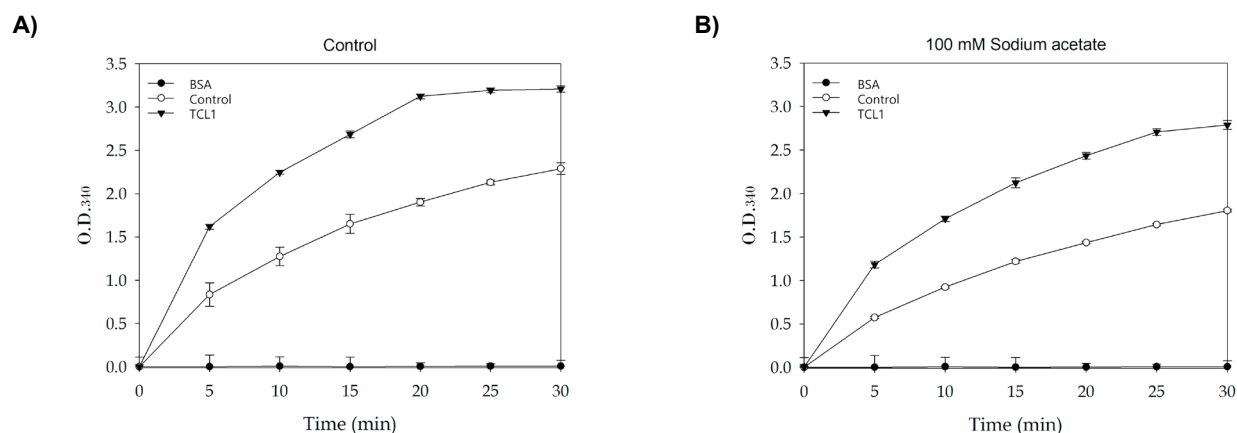 A)
Control
3.5
3.0
2.5
2.0
1.5
1.0
0.5
0.0
O.D.340
BSA
Control
TCL1
0 5 10 15 20 25 30
Time (min)
B)
100 mM Sodium acetate
3.5
3.0
2.5
2.0
1.5
1.0
0.5
0.0
O.D.340
BSA
Control
TCL1
0 5 10 15 20 25 30
Time (min)